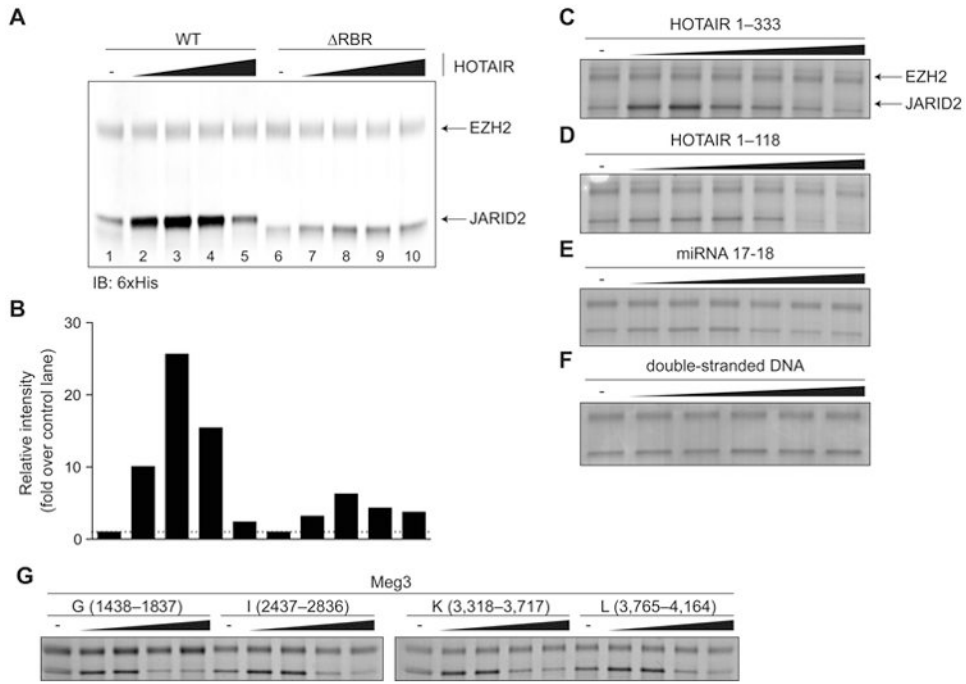 A
WT ΔRBR
- - HOTAIR
EZH2
JARID2
1 2 3 4 5 6 7 8 9 10
IB: 6xHis
B
Relative intensity
(fold over control lane)
30
20
10
0
C
HOTAIR 1–333
-
EZH2
JARID2
D
HOTAIR 1–118
-
E
miRNA 17-18
-
F
double-stranded DNA
-
G
Meg3
G (1438–1837) I (2437–2836) K (3,318–3,717) L (3,765–4,164)
- - - -